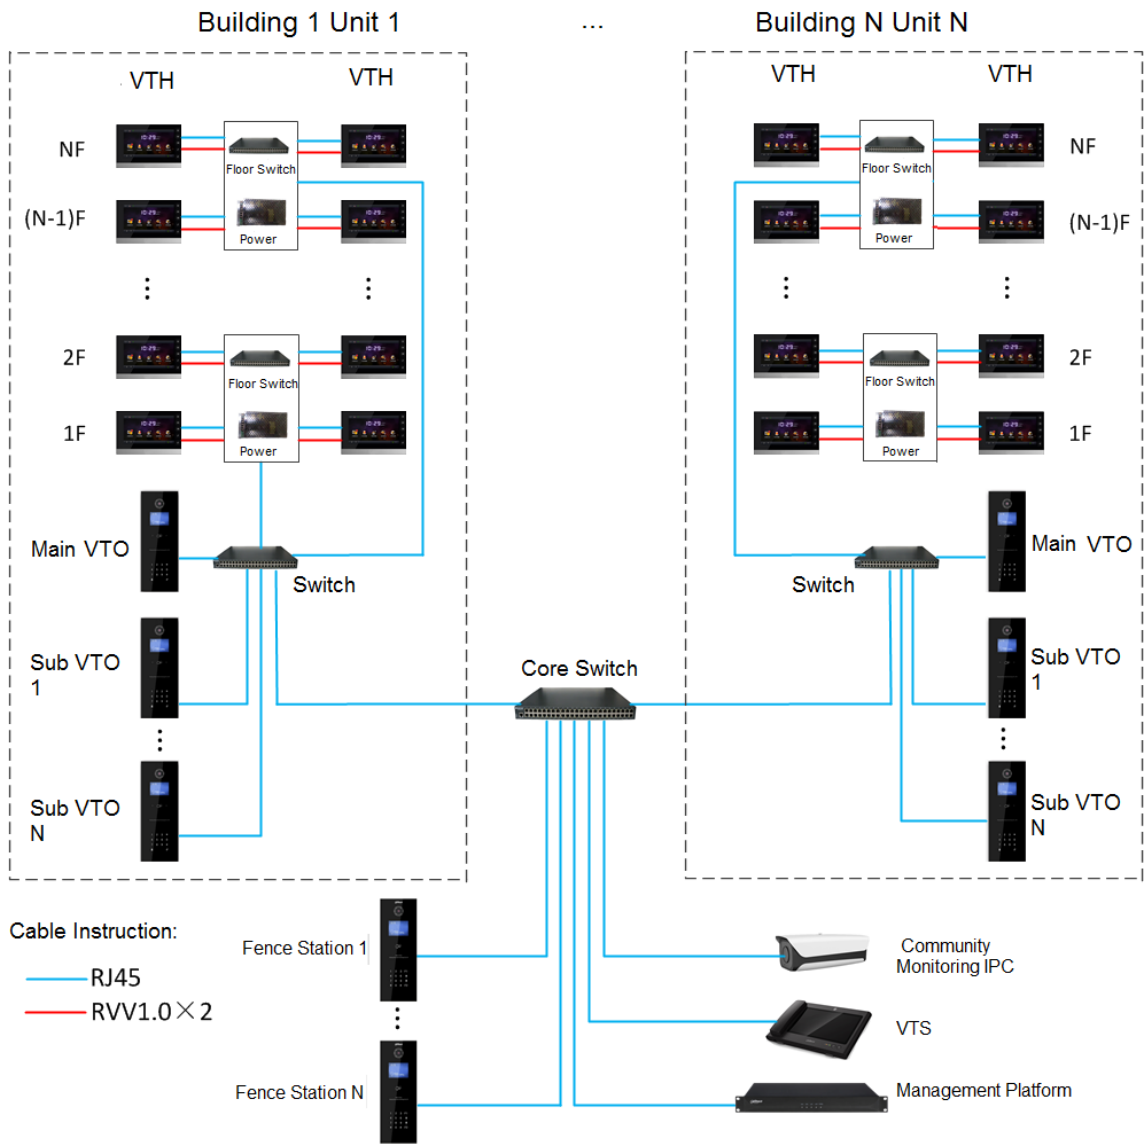 Building 1 Unit 1
...
Building N Unit N
VTH
VTH
VTH
VTH
NF
Floor Switch
(N-1)F
Power
2F
Floor Switch
1F
Power
Floor Switch
NF
Power
(N-1)F
Floor Switch
2F
Power
1F
Main VTO
Switch
Sub VTO
1
Sub VTO
N
Switch
Main VTO
Sub VTO
1
Sub VTO
N
Core Switch
Cable Instruction:
RJ45
RVV1.0×2
Fence Station 1
Fence Station N
Community
Monitoring IPC
VTS
Management Platform